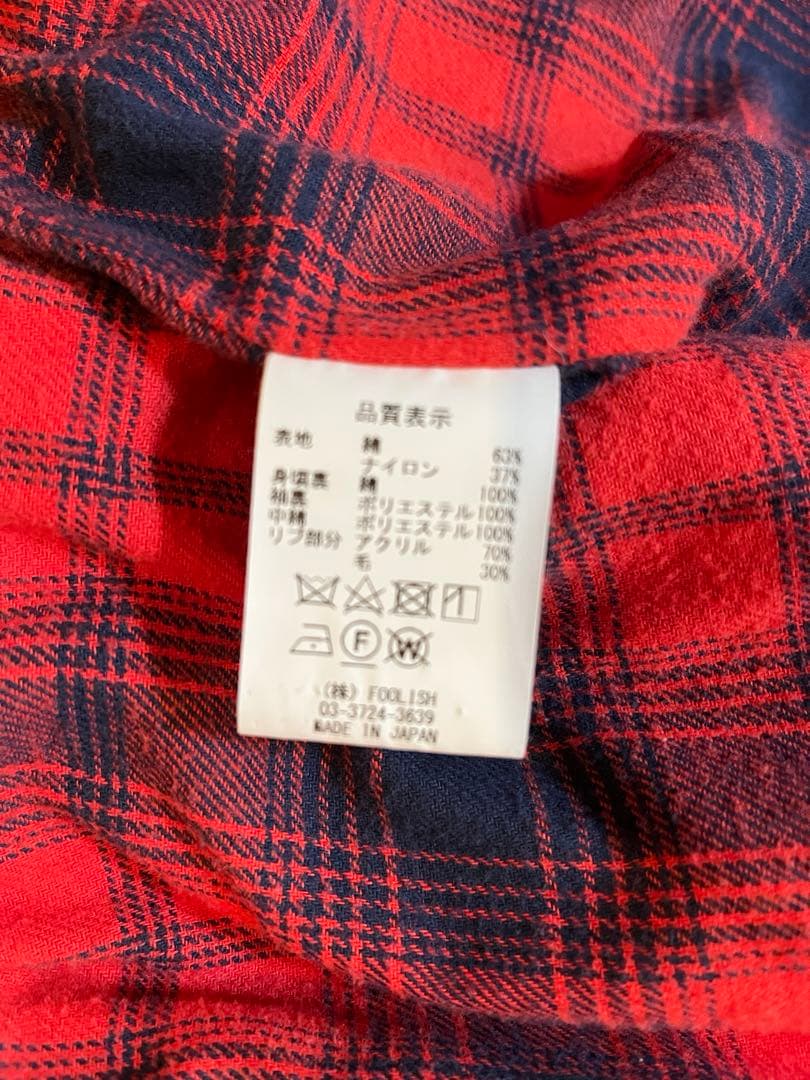 品質表示
表地 綿 63%
ナイロン 37%
身頃裏 綿 100%
袖裏 ポリエステル 100%
中綿 ポリエステル 100%
リブ部分 アクリル 70%
毛 30%
F W
(株) FOOLISH
03-3724-3639
MADE IN JAPAN